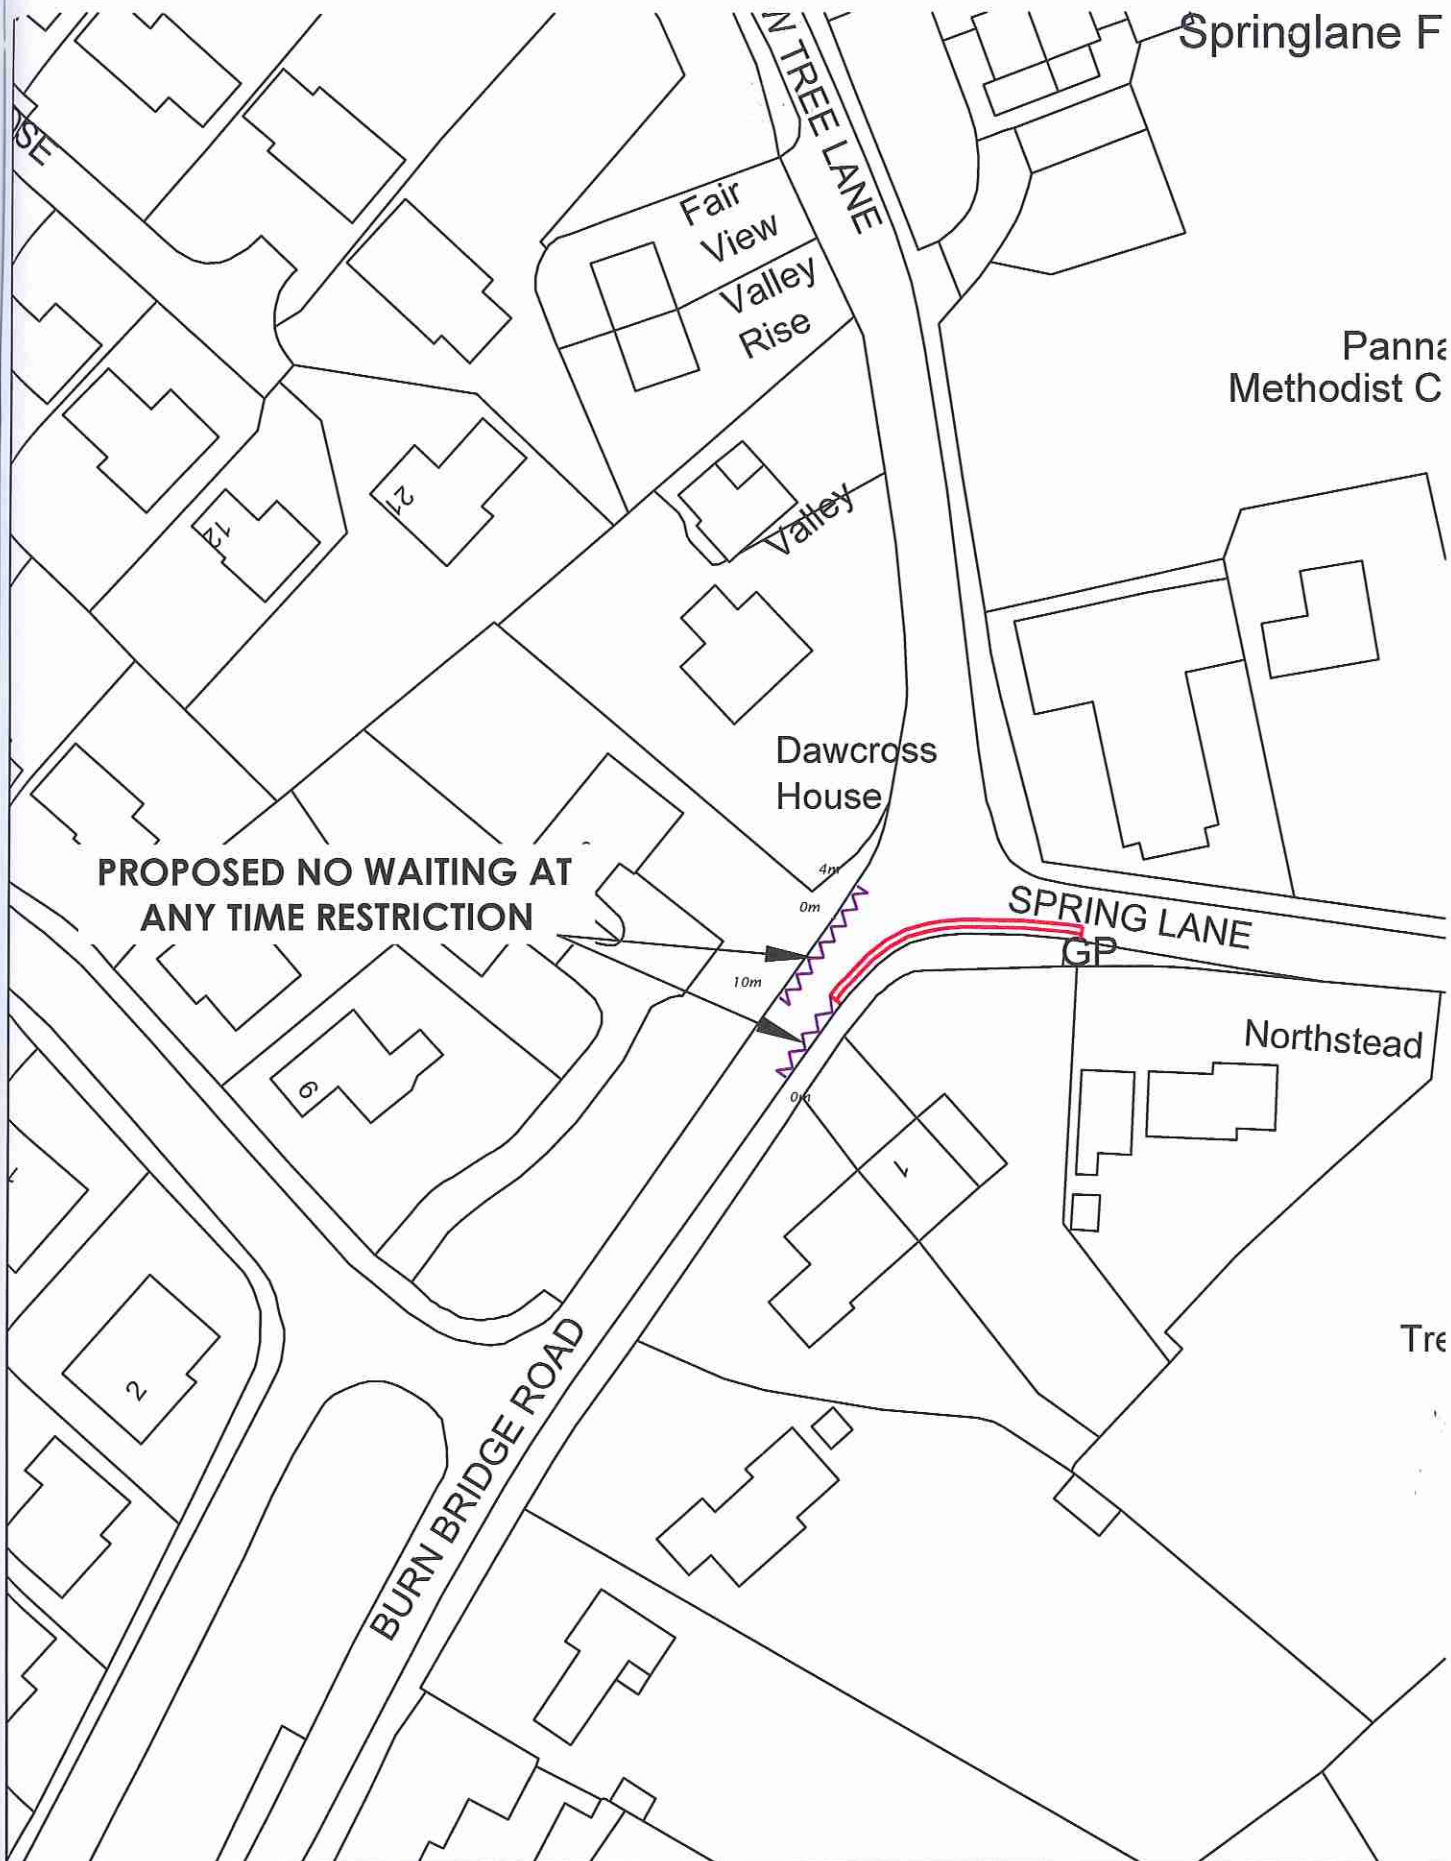 Springlane F
N TREE LANE
OSE
Fair
View
Valley
Rise
Panna
Methodist C
21
12
Valley
Dawcross
House
PROPOSED NO WAITING AT
ANY TIME RESTRICTION
4m
0m
SPRING LANE
GP
10m
Northstead
9
0m
1
Tre
2
BURN BRIDGE ROAD